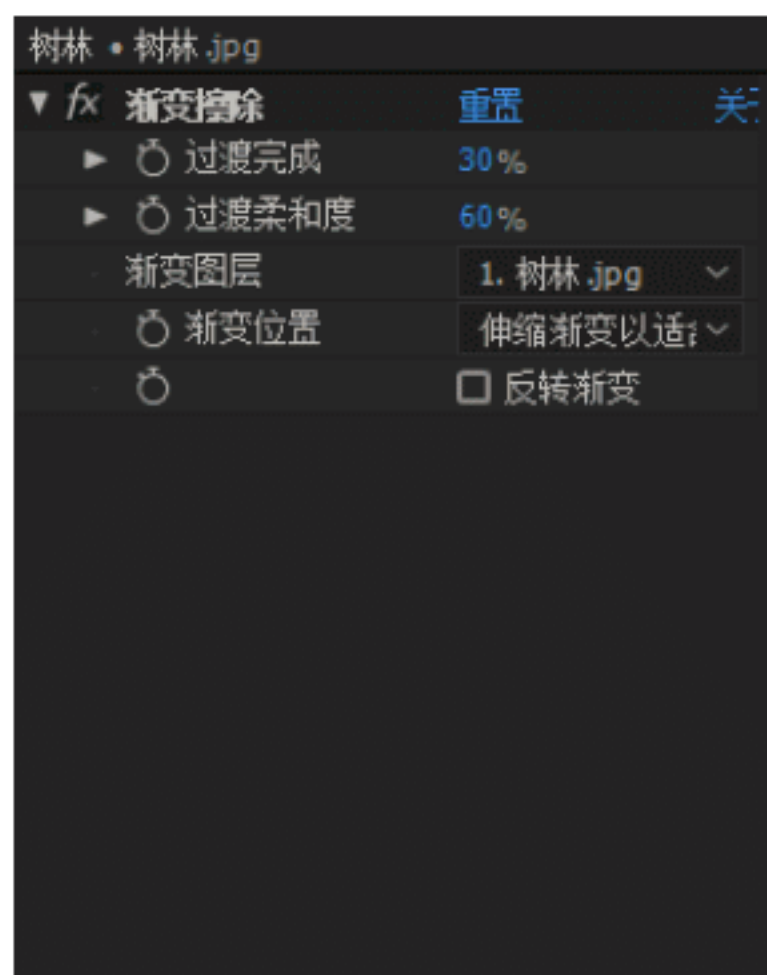 树林 • 树林.jpg
fx 渐变擦除 重置
过渡完成 30%
过渡柔和度 60%
渐变图层 1. 树林.jpg
渐变位置 伸缩渐变以适
反转渐变